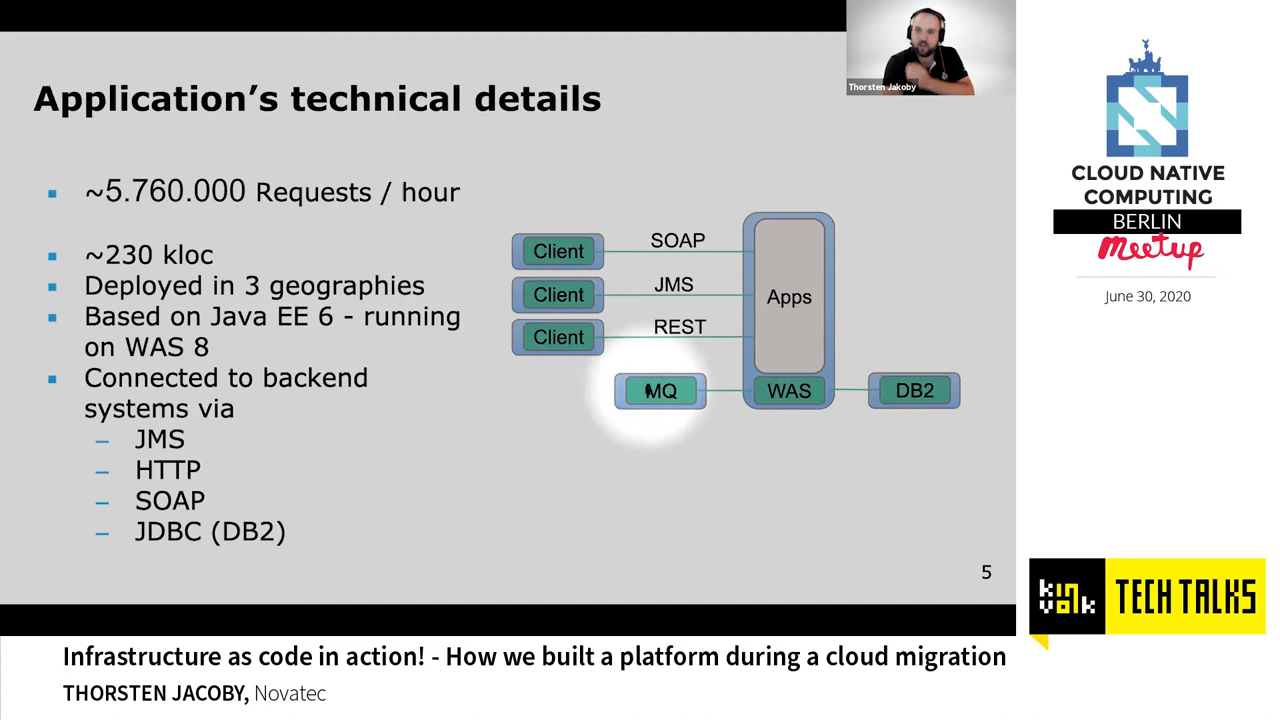 Application's technical details
Thorsten Jakoby
~5.760.000 Requests / hour
~230 kloc
Deployed in 3 geographies
Based on Java EE 6 - running
on WAS 8
Connected to backend
systems via
– JMS
– HTTP
– SOAP
– JDBC (DB2)
Client
SOAP
Client
JMS
Client
REST
Apps
MQ
WAS
DB2
5
CLOUD NATIVE
COMPUTING
BERLIN
Meetup
June 30, 2020
kinvolk
TECH TALKS
Infrastructure as code in action! - How we built a platform during a cloud migration
THORSTEN JACOBY, Novatec